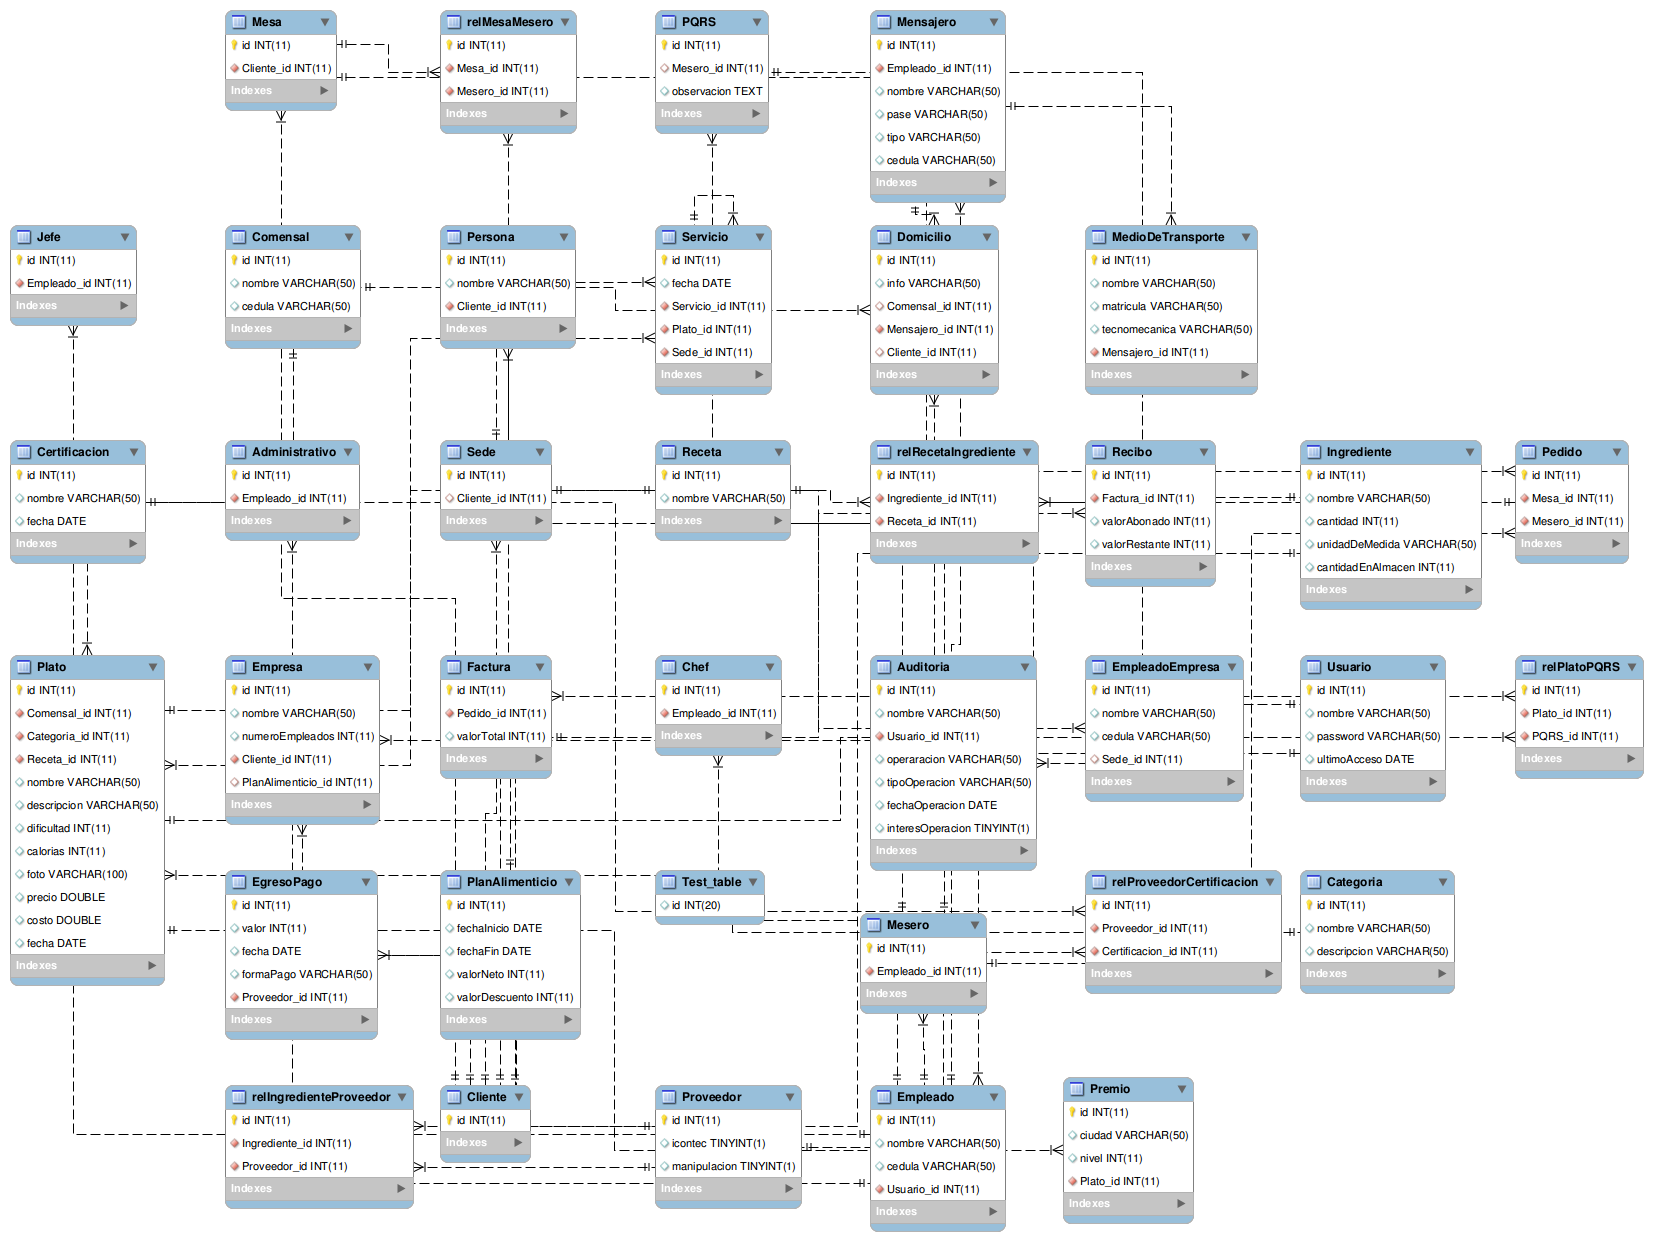 Mesa
id INT(11)
Cliente_id INT(11)
Indexes
relMesaMesero
id INT(11)
Mesa_id INT(11)
Mesero_id INT(11)
Indexes
PQRS
id INT(11)
Mesero_id INT(11)
observacion TEXT
Indexes
Mensajero
id INT(11)
Empleado_id INT(11)
nombre VARCHAR(50)
pase VARCHAR(50)
tipo VARCHAR(50)
cedula VARCHAR(50)
Indexes
Jefe
id INT(11)
Empleado_id INT(11)
Indexes
Comensal
id INT(11)
nombre VARCHAR(50)
cedula VARCHAR(50)
Indexes
Persona
id INT(11)
nombre VARCHAR(50)
Cliente_id INT(11)
Indexes
Servicio
id INT(11)
fecha DATE
Servicio_id INT(11)
Plato_id INT(11)
Sede_id INT(11)
Indexes
Domicilio
id INT(11)
info VARCHAR(50)
Comensal_id INT(11)
Mensajero_id INT(11)
Cliente_id INT(11)
Indexes
MedioDeTransporte
id INT(11)
nombre VARCHAR(50)
matricula VARCHAR(50)
tecnomecanica VARCHAR(50)
Mensajero_id INT(11)
Indexes
Certificacion
id INT(11)
nombre VARCHAR(50)
fecha DATE
Indexes
Administrativo
id INT(11)
Empleado_id INT(11)
Indexes
Sede
id INT(11)
Cliente_id INT(11)
Indexes
Receta
id INT(11)
nombre VARCHAR(50)
Indexes
relRecetaIngrediente
id INT(11)
Ingrediente_id INT(11)
Receta_id INT(11)
Indexes
Recibo
id INT(11)
Factura_id INT(11)
valorAbonado INT(11)
valorRestante INT(11)
Indexes
Ingrediente
id INT(11)
nombre VARCHAR(50)
cantidad INT(11)
unidadDeMedida VARCHAR(50)
cantidadEnAlmacen INT(11)
Indexes
Pedido
id INT(11)
Mesa_id INT(11)
Mesero_id INT(11)
Indexes
Plato
id INT(11)
Comensal_id INT(11)
Categoria_id INT(11)
Receta_id INT(11)
nombre VARCHAR(50)
descripcion VARCHAR(50)
dificultad INT(11)
calorias INT(11)
foto VARCHAR(100)
precio DOUBLE
costo DOUBLE
fecha DATE
Indexes
Empresa
id INT(11)
nombre VARCHAR(50)
numeroEmpleados INT(11)
Cliente_id INT(11)
PlanAlimenticio_id INT(11)
Indexes
Factura
id INT(11)
Pedido_id INT(11)
valorTotal INT(11)
Indexes
Chef
id INT(11)
Empleado_id INT(11)
Indexes
Auditoria
id INT(11)
nombre VARCHAR(50)
Usuario_id INT(11)
operaracion VARCHAR(50)
tipoOperacion VARCHAR(50)
fechaOperacion DATE
interesOperacion TINYINT(1)
Indexes
EmpleadoEmpresa
id INT(11)
nombre VARCHAR(50)
cedula VARCHAR(50)
Sede_id INT(11)
Indexes
Usuario
id INT(11)
nombre VARCHAR(50)
password VARCHAR(50)
ultimoAcceso DATE
Indexes
relPlatoPQRS
id INT(11)
Plato_id INT(11)
PQRS_id INT(11)
Indexes
EgresoPago
id INT(11)
valor INT(11)
fecha DATE
formaPago VARCHAR(50)
Proveedor_id INT(11)
Indexes
PlanAlimenticio
id INT(11)
fechaInicio DATE
fechaFin DATE
valorNeto INT(11)
valorDescuento INT(11)
Indexes
Test_table
id INT(20)
Mesero
id INT(11)
Empleado_id INT(11)
Indexes
relProveedorCertificacion
id INT(11)
Proveedor_id INT(11)
Certificacion_id INT(11)
Indexes
Categoria
id INT(11)
nombre VARCHAR(50)
descripcion VARCHAR(50)
Indexes
relIngredienteProveedor
id INT(11)
Ingrediente_id INT(11)
Proveedor_id INT(11)
Indexes
Cliente
id INT(11)
Indexes
Proveedor
id INT(11)
icontec TINYINT(1)
manipulacion TINYINT(1)
Indexes
Empleado
id INT(11)
nombre VARCHAR(50)
cedula VARCHAR(50)
Usuario_id INT(11)
Indexes
Premio
id INT(11)
ciudad VARCHAR(50)
nivel INT(11)
Plato_id INT(11)
Indexes